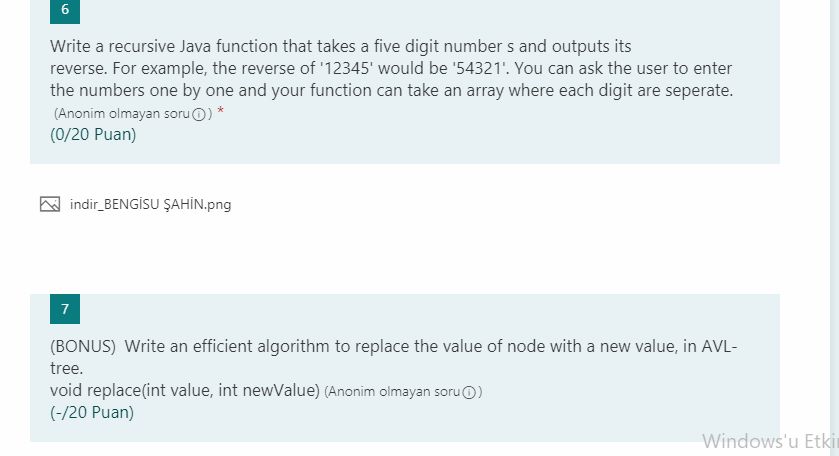 6
Write a recursive Java function that takes a five digit number s and outputs its
reverse. For example, the reverse of '12345' would be '54321'. You can ask the user to enter
the numbers one by one and your function can take an array where each digit are seperate.
(Anonim olmayan soruⓘ) *
(0/20 Puan)
indir_BENGİSU ŞAHİN.png
7
(BONUS) Write an efficient algorithm to replace the value of node with a new value, in AVL-
tree.
void replace(int value, int newValue) (Anonim olmayan soruⓘ)
(-/20 Puan)
Windows'u Etki